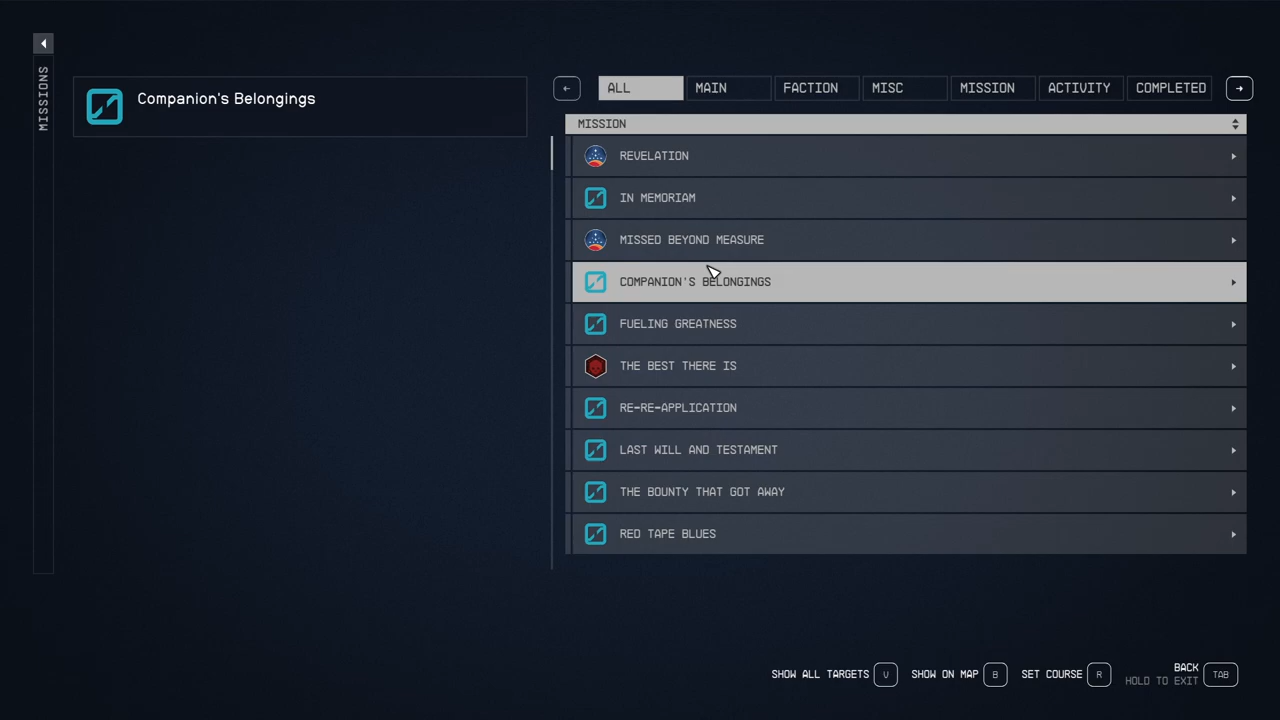 MISSIONS
Companion's Belongings
ALL MAIN FACTION MISC MISSION ACTIVITY COMPLETED
MISSION
REVELATION
IN MEMORIAM
MISSED BEYOND MEASURE
COMPANION'S BELONGINGS
FUELING GREATNESS
THE BEST THERE IS
RE-RE-APPLICATION
LAST WILL AND TESTAMENT
THE BOUNTY THAT GOT AWAY
RED TAPE BLUES
SHOW ALL TARGETS V SHOW ON MAP B SET COURSE R BACK TAB
HOLD TO EXIT